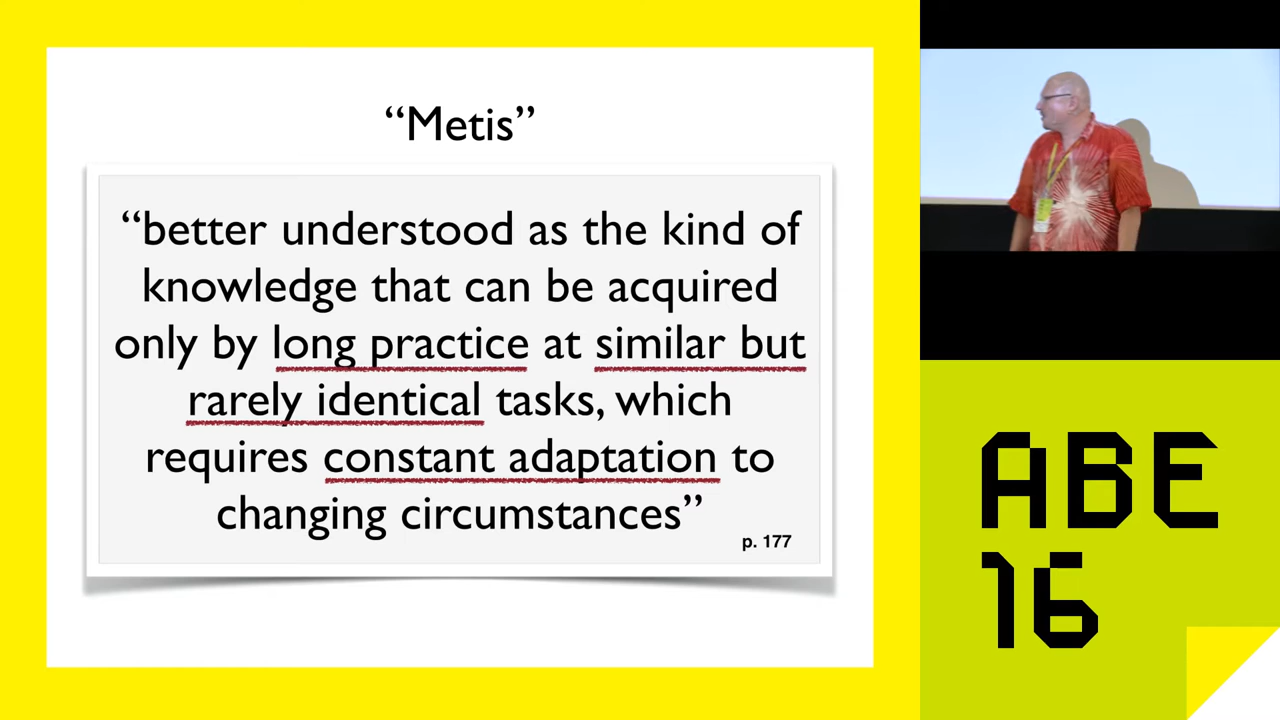 “Metis”
“better understood as the kind of
knowledge that can be acquired
only by long practice at similar but
rarely identical tasks, which
requires constant adaptation to
changing circumstances”
p. 177
ABE
16